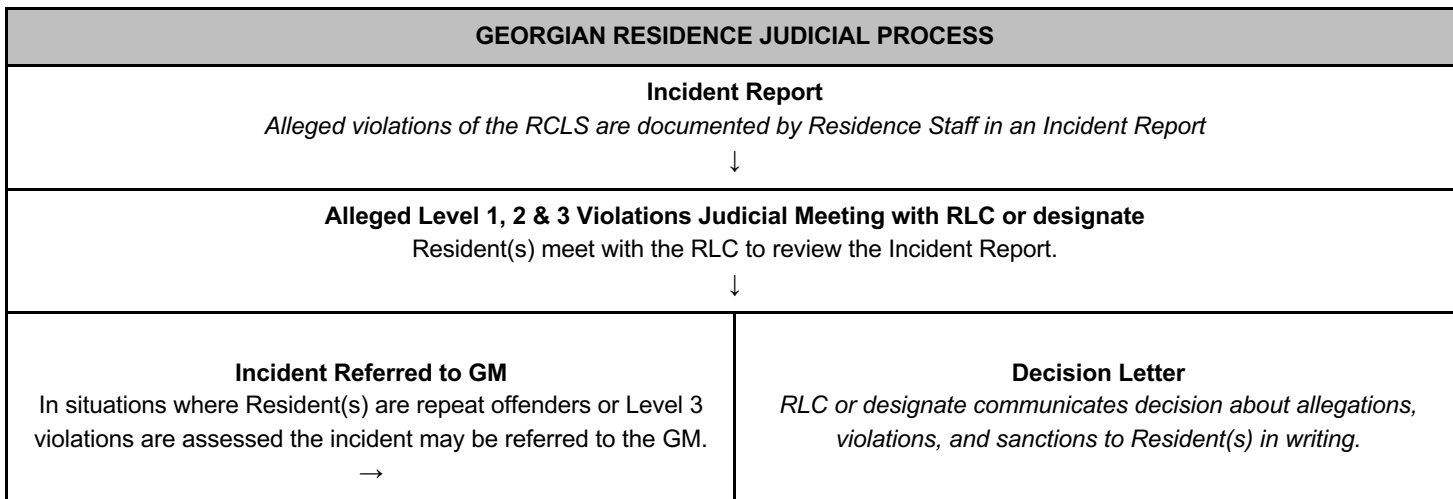 GEORGIAN RESIDENCE JUDICIAL PROCESS
Incident Report
Alleged violations of the RCLS are documented by Residence Staff in an Incident Report
↓
Alleged Level 1, 2 & 3 Violations Judicial Meeting with RLC or designate
Resident(s) meet with the RLC to review the Incident Report.
↓
Incident Referred to GM
In situations where Resident(s) are repeat offenders or Level 3
violations are assessed the incident may be referred to the GM.
→
Decision Letter
RLC or designate communicates decision about allegations,
violations, and sanctions to Resident(s) in writing.